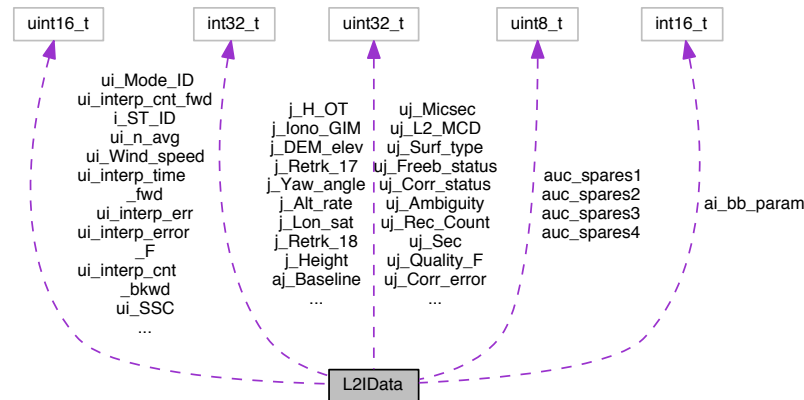 uint16_t
int32_t
uint32_t
uint8_t
int16_t
ui_Mode_ID
ui_interp_cnt_fwd
i_ST_ID
ui_n_avg
ui_Wind_speed
ui_interp_time
_fwd
ui_interp_err
ui_interp_error
_F
ui_interp_cnt
_bkwd
ui_SSC
...
j_H_OT
j_Iono_GIM
j_DEM_elev
j_Retrk_17
j_Yaw_angle
j_Alt_rate
j_Lon_sat
j_Retrk_18
j_Height
aj_Baseline
...
uj_Micsec
uj_L2_MCD
uj_Surf_type
uj_Freeb_status
uj_Corr_status
uj_Ambiguity
uj_Rec_Count
uj_Sec
uj_Quality_F
uj_Corr_error
...
auc_spares1
auc_spares2
auc_spares3
auc_spares4
ai_bb_param
L2IData